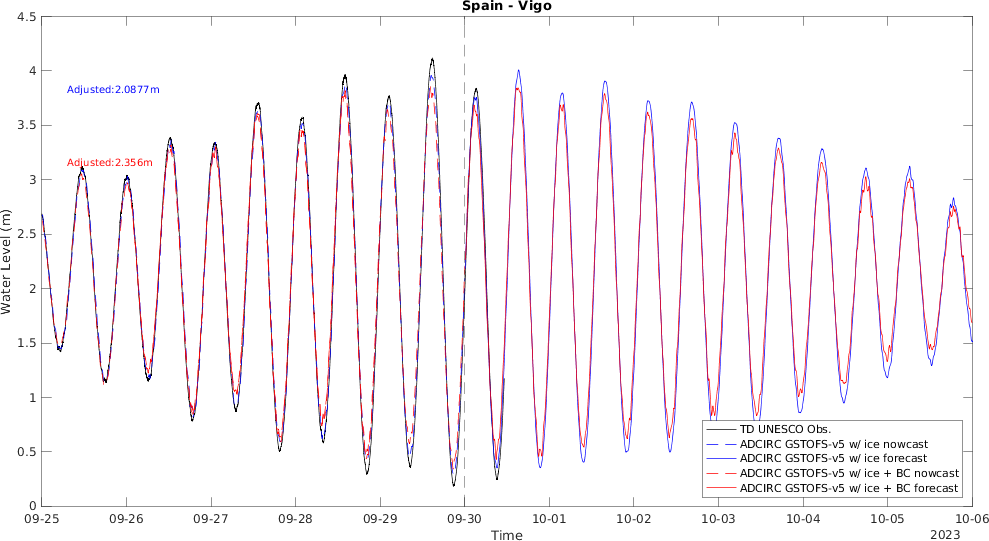 Spain - Vigo
4.5
4
3.5
3
2.5
2
1.5
1
0.5
0
Water Level (m)
Adjusted:2.0877m
Adjusted:2.356m
TD UNESCO Obs.
ADCIRC GSTOFS-v5 w/ ice nowcast
ADCIRC GSTOFS-v5 w/ ice forecast
ADCIRC GSTOFS-v5 w/ ice + BC nowcast
ADCIRC GSTOFS-v5 w/ ice + BC forecast
09-25 09-26 09-27 09-28 09-29 09-30 10-01 10-02 10-03 10-04 10-05 10-06
Time
2023